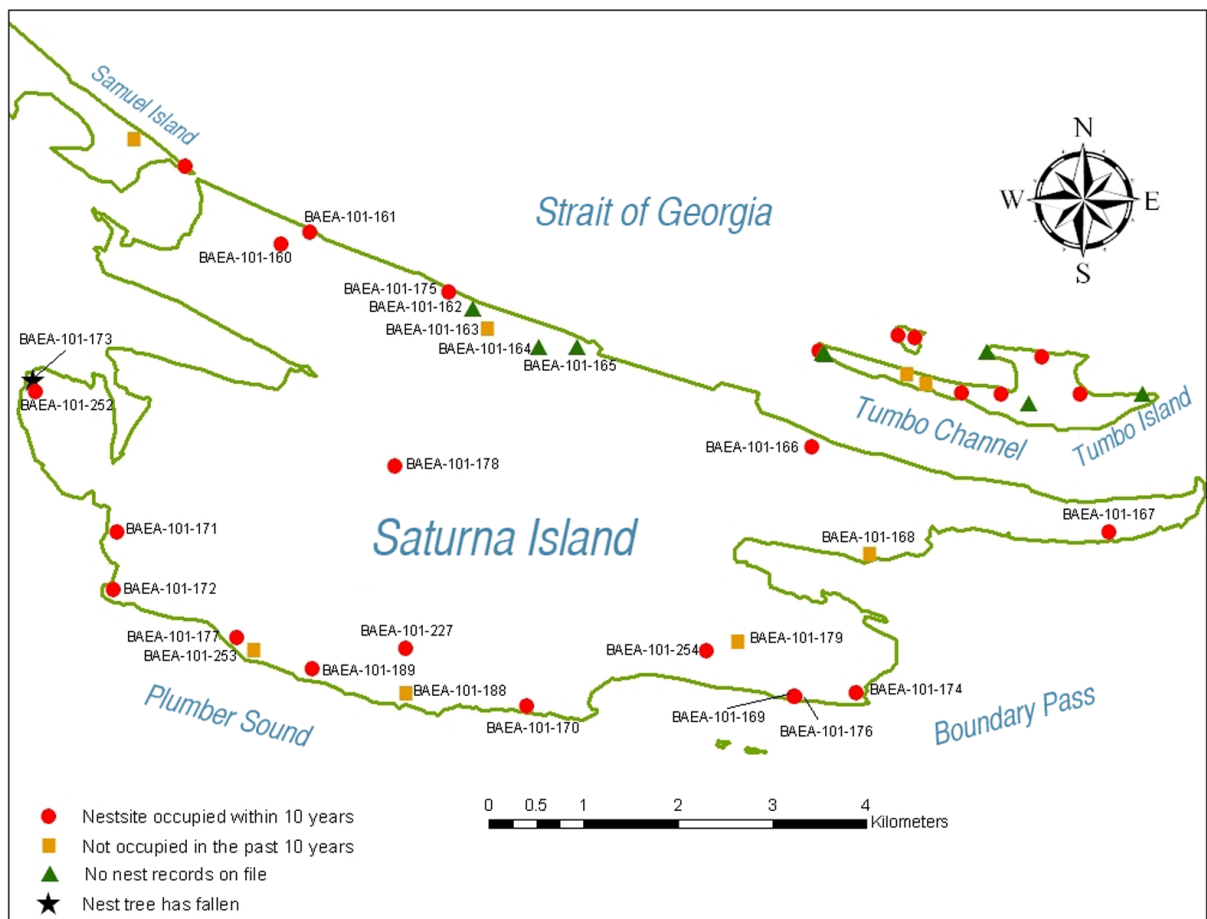 Samuel Island
N
W
E
S
Strait of Georgia
BAEA-101-161
BAEA-101-160
BAEA-101-175
BAEA-101-162
BAEA-101-163
BAEA-101-164
BAEA-101-165
BAEA-101-173
BAEA-101-252
Tumbo Channel
Tumbo Island
BAEA-101-166
BAEA-101-178
BAEA-101-171
Saturna Island
BAEA-101-167
BAEA-101-168
BAEA-101-172
BAEA-101-177
BAEA-101-253
BAEA-101-227
BAEA-101-179
BAEA-101-254
BAEA-101-189
BAEA-101-188
BAEA-101-174
BAEA-101-169
BAEA-101-176
BAEA-101-170
Plumber Sound
Boundary Pass
0 0.5 1 2 3 4
Kilometers
Nestsite occupied within 10 years
Not occupied in the past 10 years
No nest records on file
Nest tree has fallen